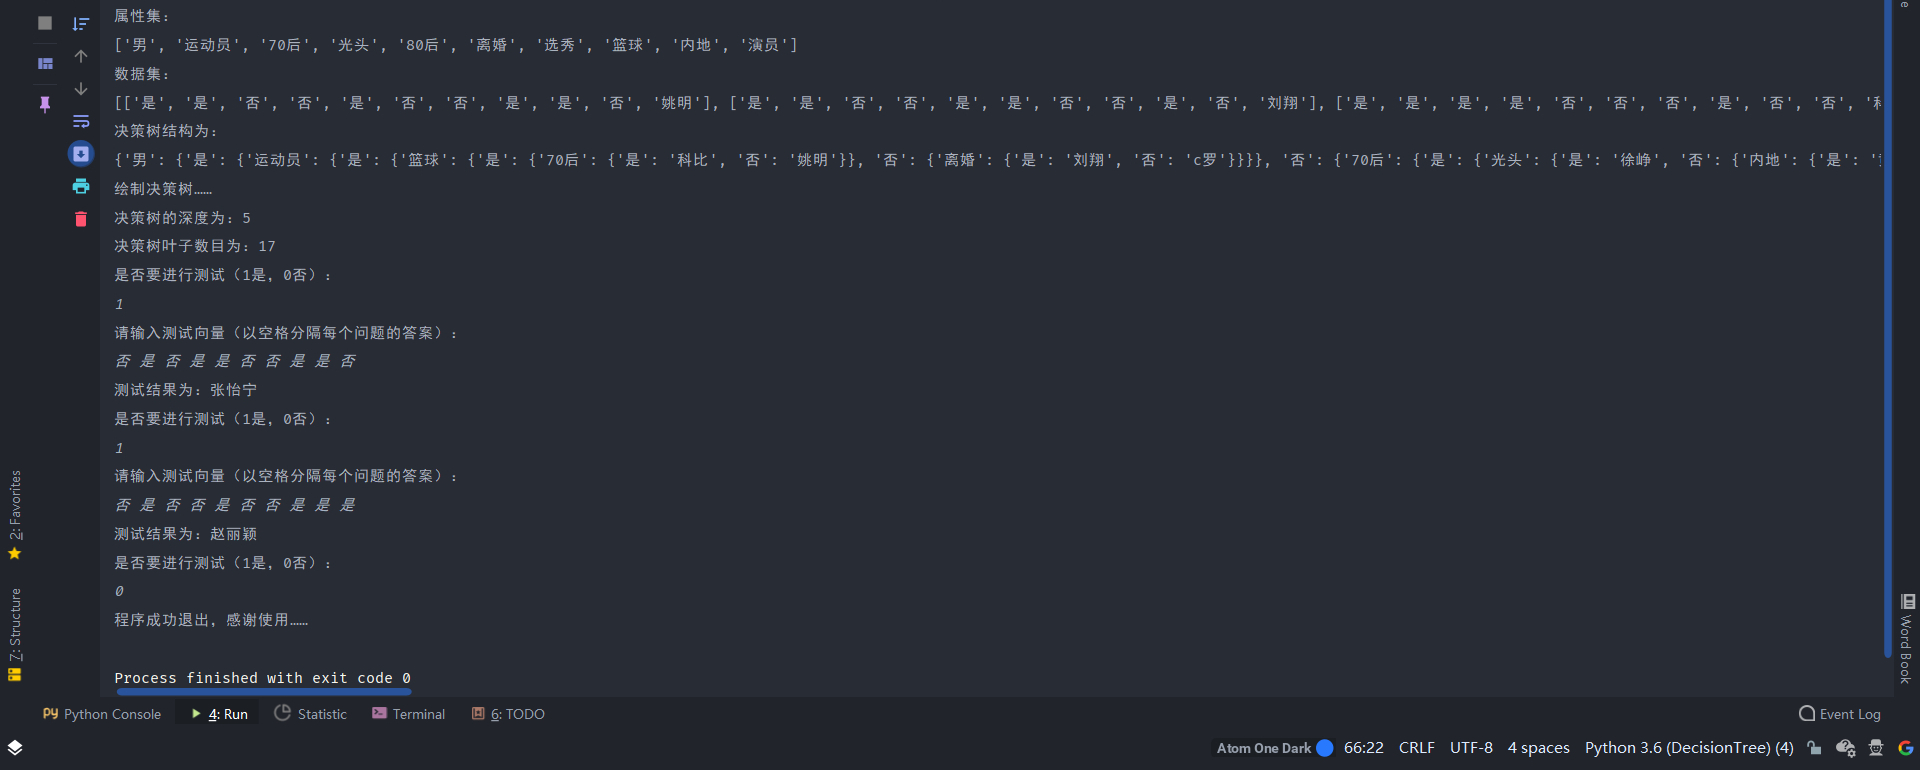 属性集：
['男', '运动员', '70后', '光头', '80后', '离婚', '选秀', '篮球', '内地', '演员']
数据集：
[['是', '是', '否', '否', '是', '否', '否', '是', '是', '否', '姚明'], ['是', '是', '否', '否', '是', '是', '否', '否', '是', '否', '刘翔'], ['是', '是', '是', '是', '否', '否', '否', '是', '否', '否', '
决策树结构为：
{'男': {'是': {'运动员': {'是': {'篮球': {'是': {'70后': {'是': '科比', '否': '姚明'}}, '否': {'离婚': {'是': '刘翔', '否': 'c罗'}}}}, '否': {'70后': {'是': {'光头': {'是': '徐峥', '否': {'内地': {'是': '
绘制决策树……
决策树的深度为：5
决策树叶子数目为：17
是否要进行测试（1是，0否）：
1
请输入测试向量（以空格分隔每个问题的答案）：
否 是 否 是 是 否 否 是 是 否
测试结果为：张怡宁
是否要进行测试（1是，0否）：
1
请输入测试向量（以空格分隔每个问题的答案）：
否 是 否 否 是 否 否 是 是 是
测试结果为：赵丽颖
是否要进行测试（1是，0否）：
0
程序成功退出，感谢使用……
Process finished with exit code 0
2: Favorites
7: Structure
Word Book
Python Console
4: Run
Statistic
Terminal
6: TODO
Event Log
Atom One Dark
66:22
CRLF
UTF-8
4 spaces
Python 3.6 (DecisionTree) (4)